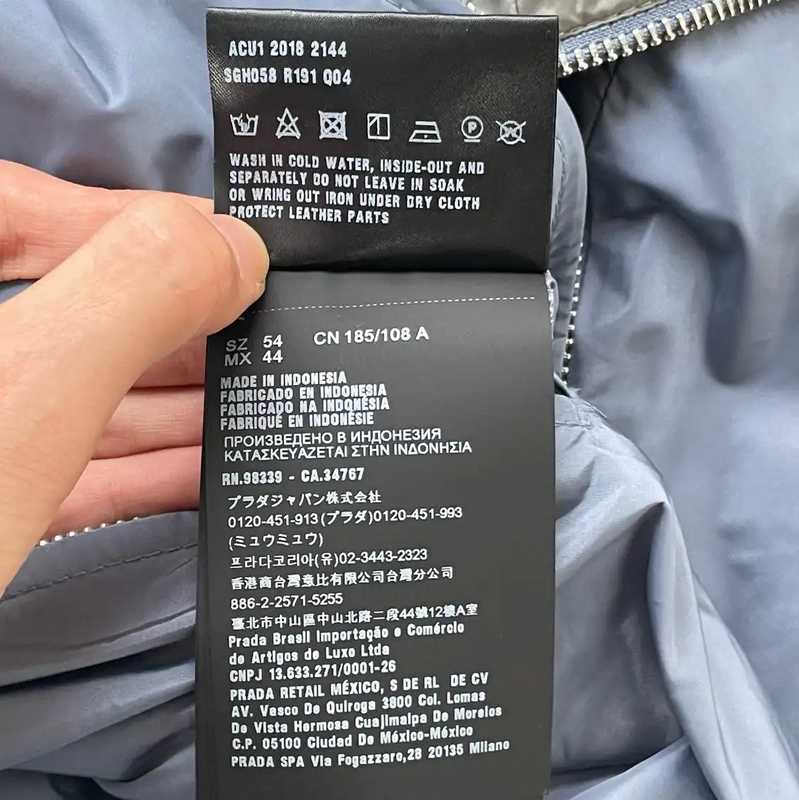 ACU1 2018 2144
SGH058 R191 Q04
WASH IN COLD WATER, INSIDE-OUT AND
SEPARATELY DO NOT LEAVE IN SOAK
OR WRING OUT IRON UNDER DRY CLOTH
PROTECT LEATHER PARTS
SZ 54 CN 185/108 A
MX 44
MADE IN INDONESIA
FABRICADO EN INDONESIA
FABRICADO NA INDONÉSIA
FABRIQUÉ EN INDONÉSIE
ПРОИЗВЕДЕНО В ИНДОНЕЗИЯ
ΚΑΤΑΣΚΕΥΑΖΕΤΑΙ ΣΤΗΝ ΙΝΔΟΝΗΣΙΑ
RN.98339 - CA.34767
プラダジャパン株式会社
0120-451-913(プラダ)0120-451-993
(ミュウミュウ)
프라다코리아(유)02-3443-2323
香港商台灣意比有限公司台灣分公司
886-2-2571-5255
臺北市中山區中山北路二段44號12樓A室
Prada Brasil Importação e Comércio
de Artigos de Luxo Ltda
CNPJ 13.633.271/0001-26
PRADA RETAIL MÉXICO, S DE RL DE CV
AV. Vasco De Quiroga 3800 Col. Lomas
De Vista Hermosa Cuajimalpa De Morelos
C.P. 05100 Ciudad De México-México
PRADA SPA Via Fogazzaro,28 20135 Milano